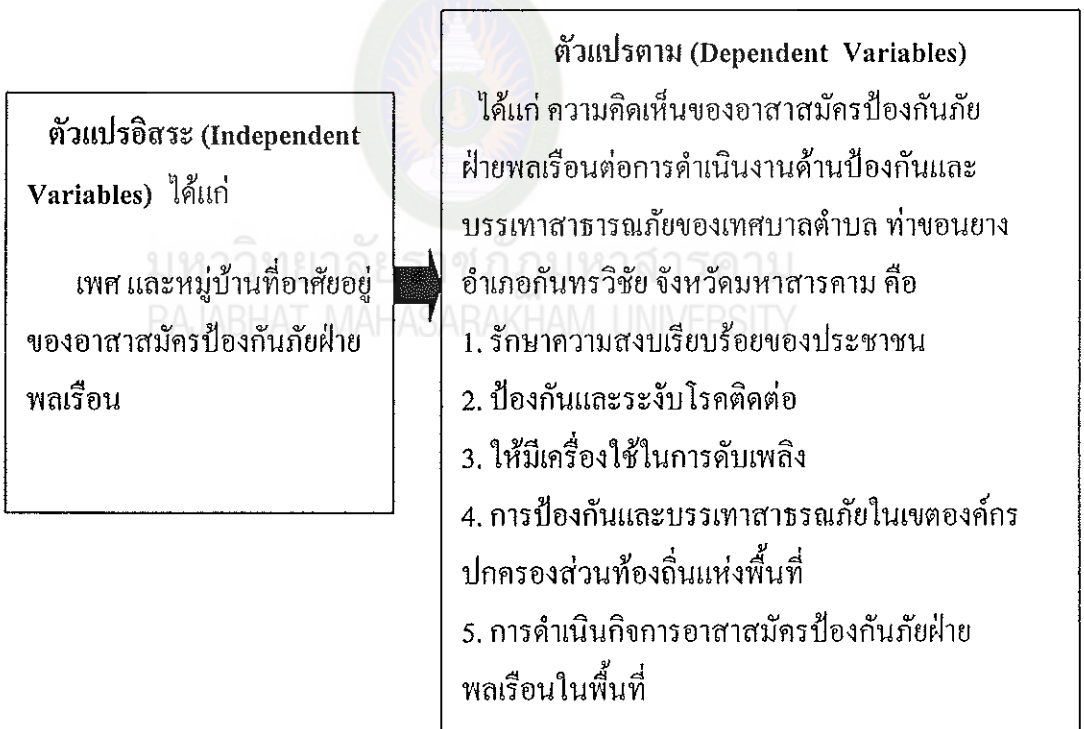 ตัวแปรอิสระ (Independent
Variables) ได้แก่
เพศ และหมู่บ้านที่อาศัยอยู่
ของอาสาสมัครป้องกันภัยฝ่าย
พลเรือน
ตัวแปรตาม (Dependent Variables)
ได้แก่ ความคิดเห็นของอาสาสมัครป้องกันภัย
ฝ่ายพลเรือนต่อการดำเนินงานด้านป้องกันและ
บรรเทาสาธารณภัยของเทศบาลตำบล ท่าขอนยาง
อำเภอกันทรวิชัย จังหวัดมหาสารคาม คือ
1. รักษาความสงบเรียบร้อยของประชาชน
2. ป้องกันและระงับโรคติดต่อ
3. ให้มีเครื่องใช้ในการดับเพลิง
4. การป้องกันและบรรเทาสาธรณภัยในเขตองค์กร
ปกครองส่วนท้องถิ่นแห่งพื้นที่
5. การดำเนินกิจการอาสาสมัครป้องกันภัยฝ่าย
พลเรือนในพื้นที่
มหาวิทยาลัยราชภัฏมหาสารคาม
RAJABHAT MAHASARAKHAM UNIVERSITY